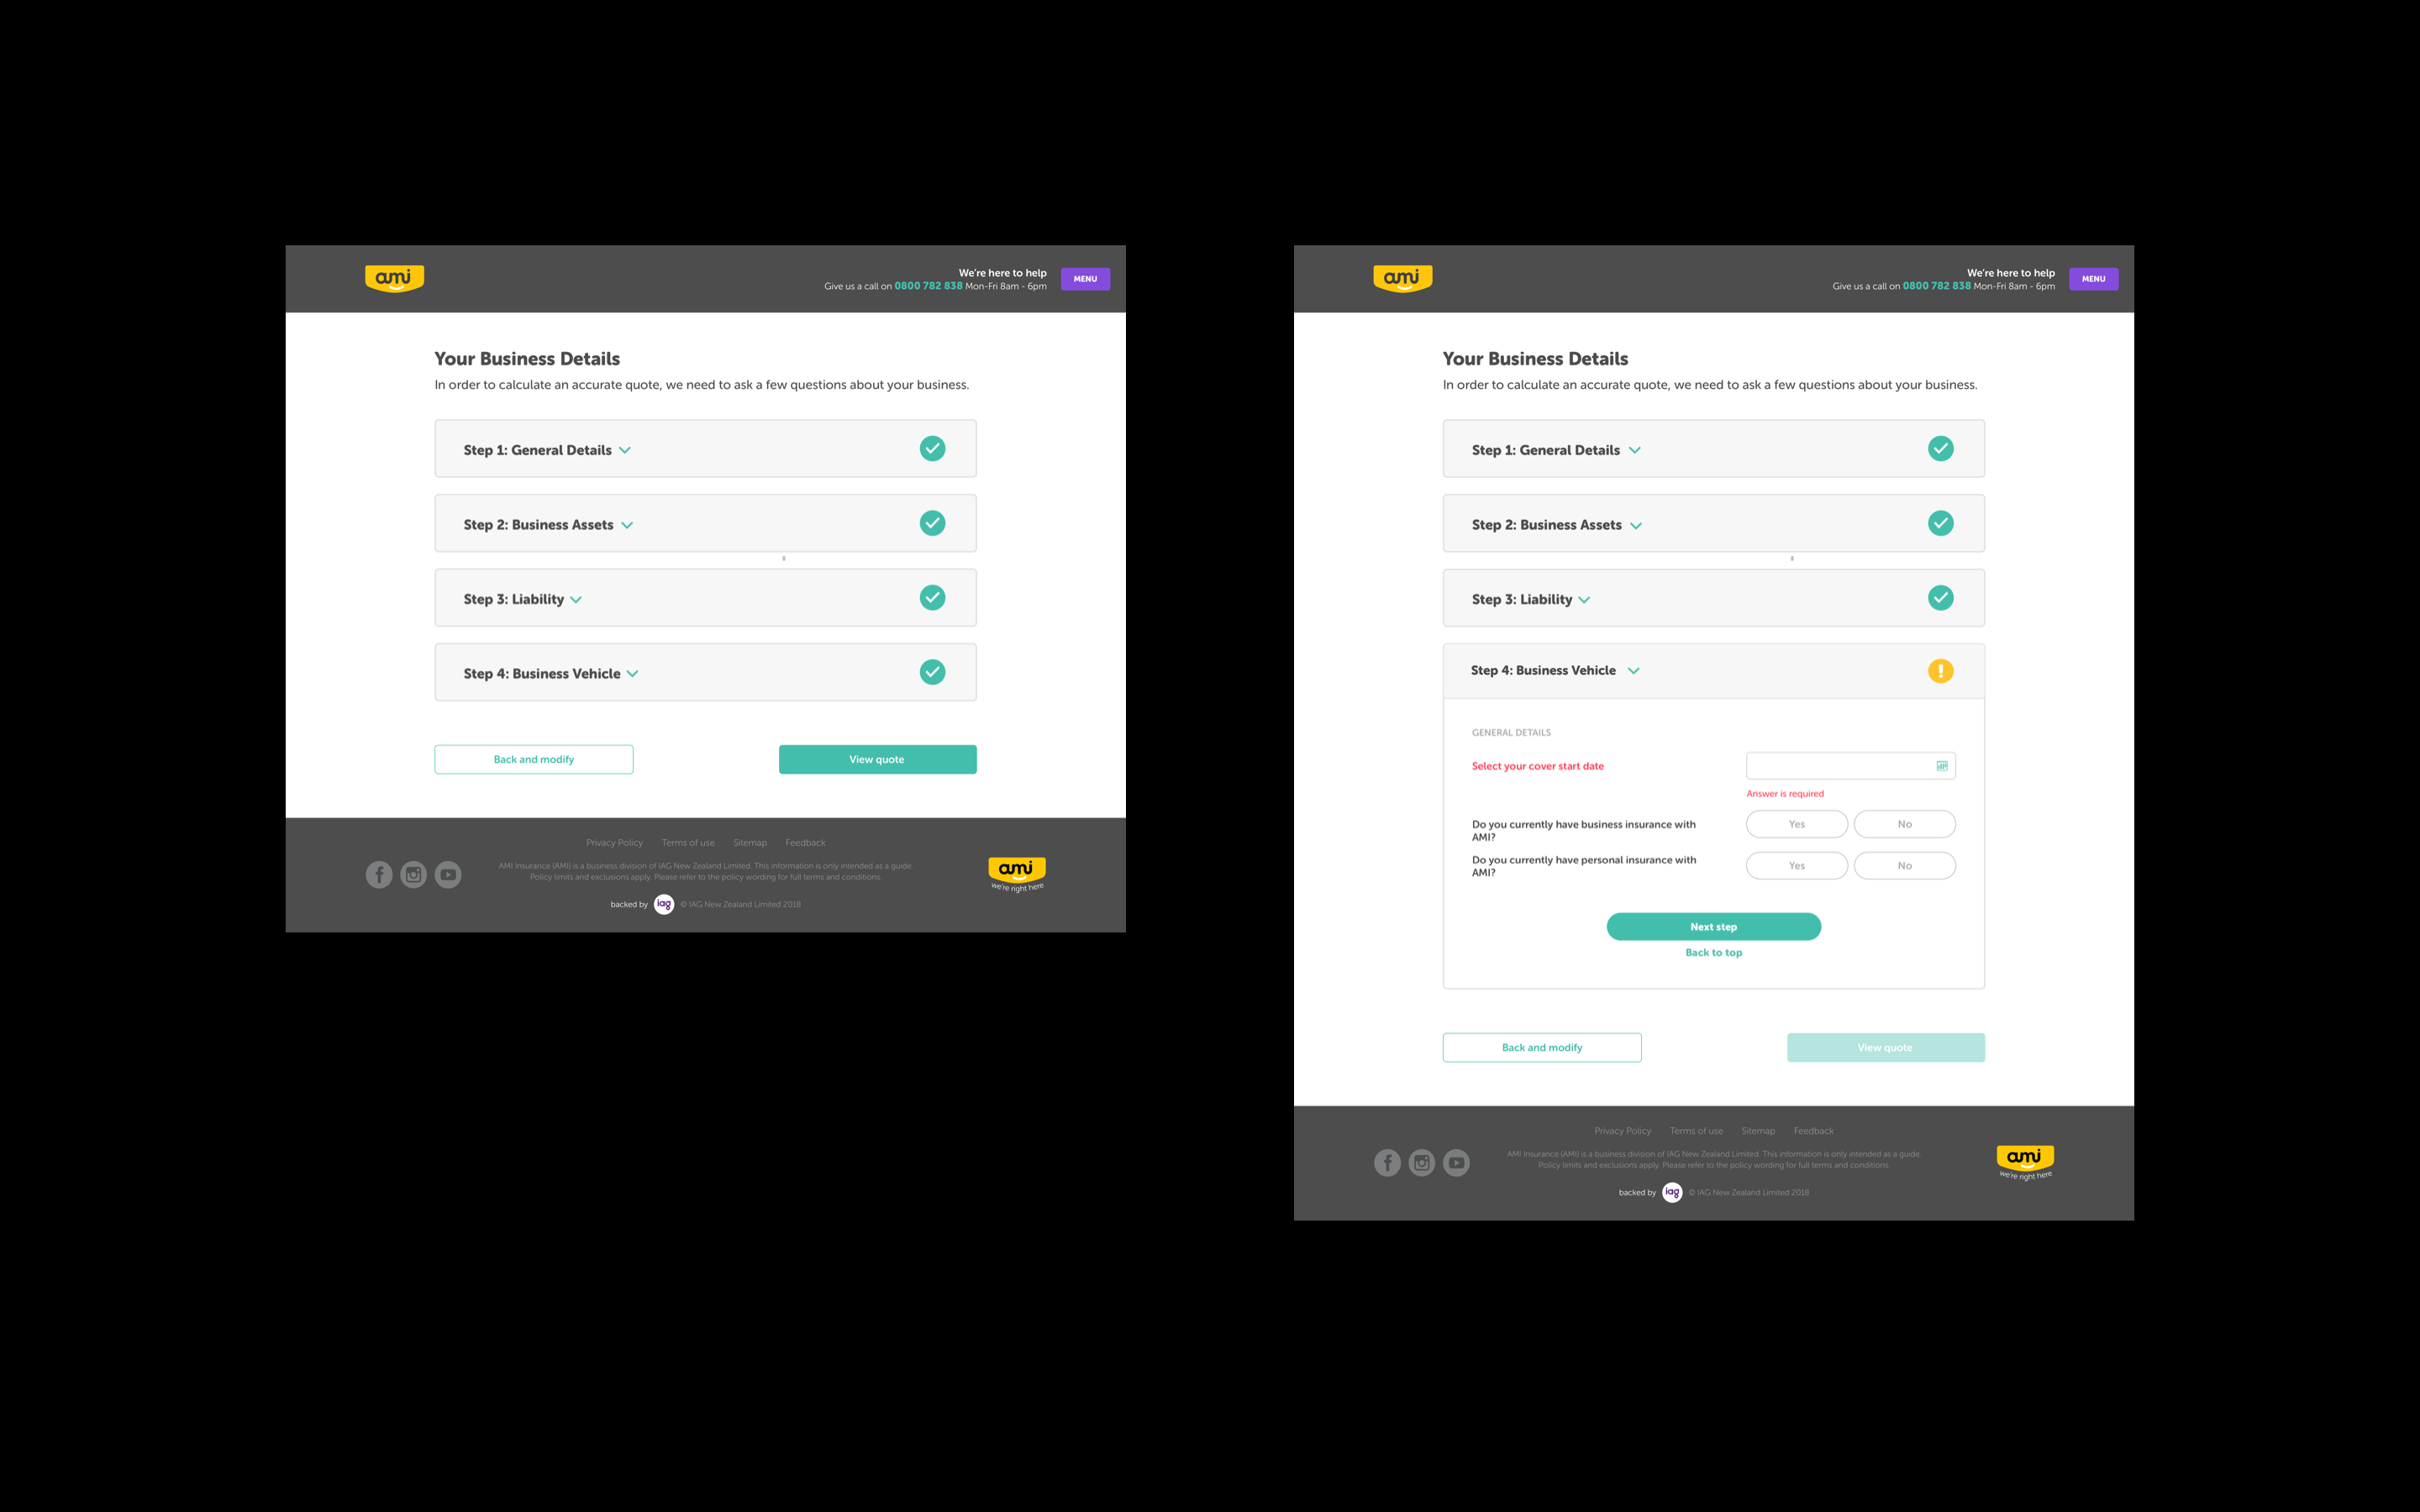 ami
We're here to help
Give us a call on 0800 782 838 Mon-Fri 8am - 6pm
MENU
Your Business Details
In order to calculate an accurate quote, we need to ask a few questions about your business.
Step 1: General Details
Step 2: Business Assets
Step 3: Liability
Step 4: Business Vehicle
Back and modify
View quote
Privacy Policy Terms of use Sitemap Feedback
AMI Insurance (AMI) is a business division of IAG New Zealand Limited. This information is only intended as a guide.
Policy limits and exclusions apply. Please refer to the policy wording for full terms and conditions.
backed by iag © IAG New Zealand Limited 2018
ami
we're right here
ami
We're here to help
Give us a call on 0800 782 838 Mon-Fri 8am - 6pm
MENU
Your Business Details
In order to calculate an accurate quote, we need to ask a few questions about your business.
Step 1: General Details
Step 2: Business Assets
Step 3: Liability
Step 4: Business Vehicle
GENERAL DETAILS
Select your cover start date
Answer is required
Do you currently have business insurance with
AMI?
Yes No
Do you currently have personal insurance with
AMI?
Yes No
Next step
Back to top
Back and modify
View quote
Privacy Policy Terms of use Sitemap Feedback
AMI Insurance (AMI) is a business division of IAG New Zealand Limited. This information is only intended as a guide.
Policy limits and exclusions apply. Please refer to the policy wording for full terms and conditions.
backed by iag © IAG New Zealand Limited 2018
ami
we're right here